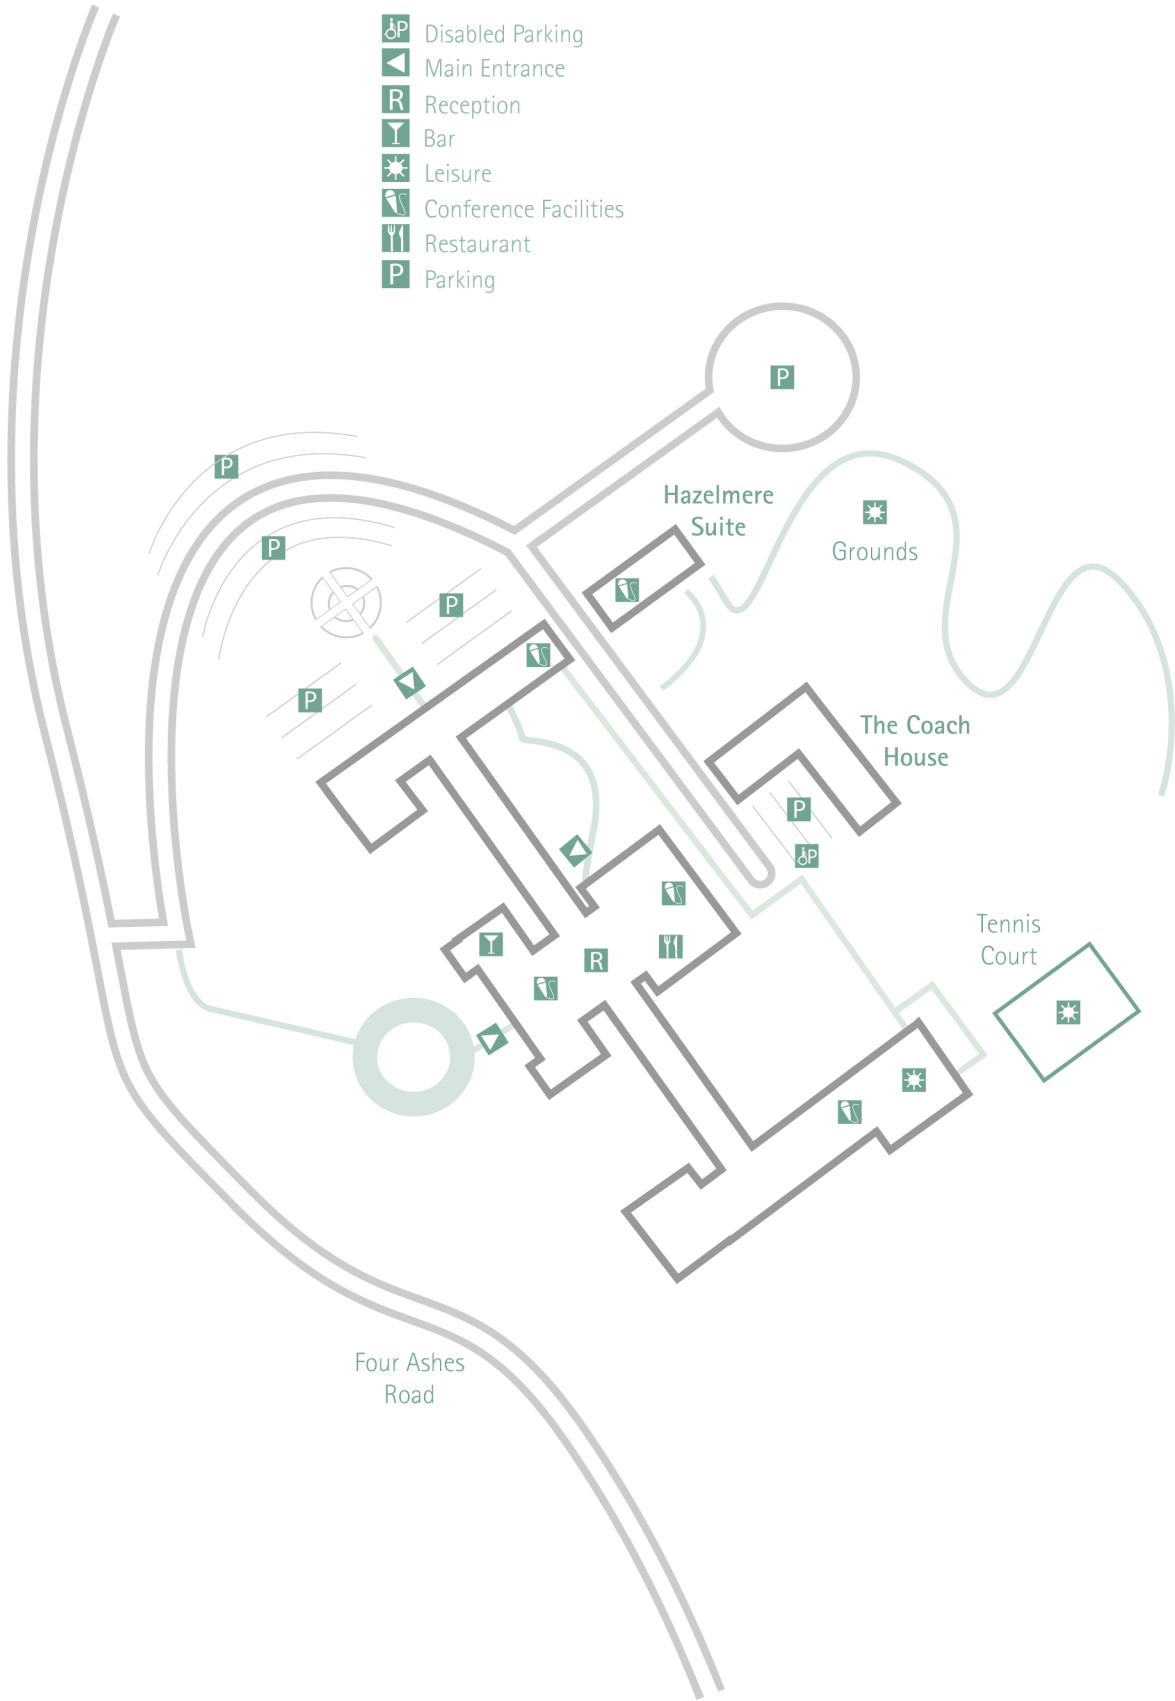 P Disabled Parking
Main Entrance
R Reception
Bar
Leisure
Conference Facilities
Restaurant
P Parking
P
P
Hazelmere
Suite
Grounds
P
P
P
The Coach
House
P
P
Tennis
Court
R
Four Ashes
Road